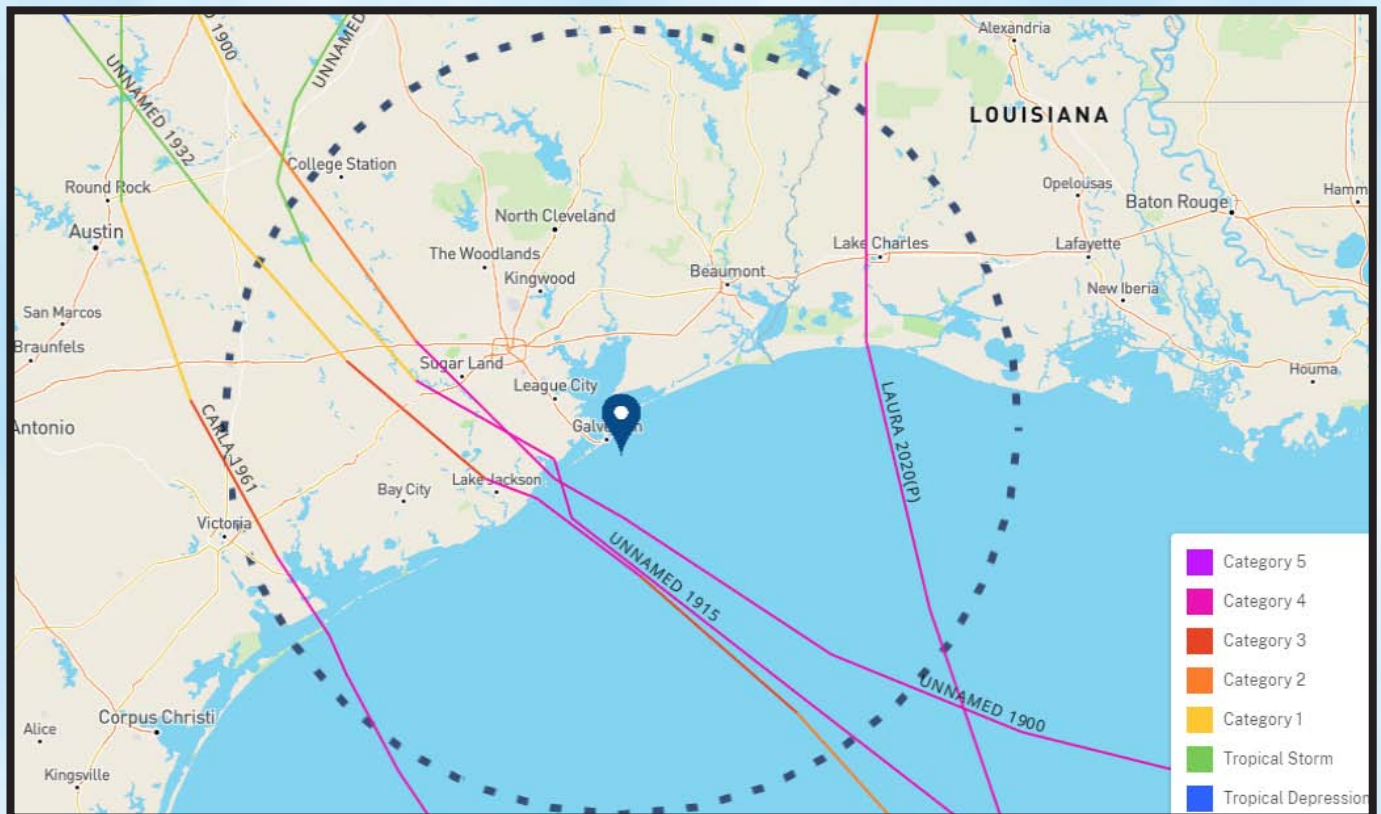 Alexandria
D 1900
UNNAMED
UNNAMED 1932
LOUISIANA
College Station
Round Rock
Opelousas
Baton Rouge
Hamm
Austin
North Cleveland
The Woodlands
Kingwood
Beaumont
Lake Charles
Lafayette
New Iberia
San Marcos
Braunfels
Sugar Land
League City
Houma
Antonio
CARLA 1961
LAURA 2020(P)
Bay City
Lake Jackson
Victoria
UNNAMED 1915
UNNAMED 1900
Corpus Christi
Alice
Kingsville
Category 5
Category 4
Category 3
Category 2
Category 1
Tropical Storm
Tropical Depression